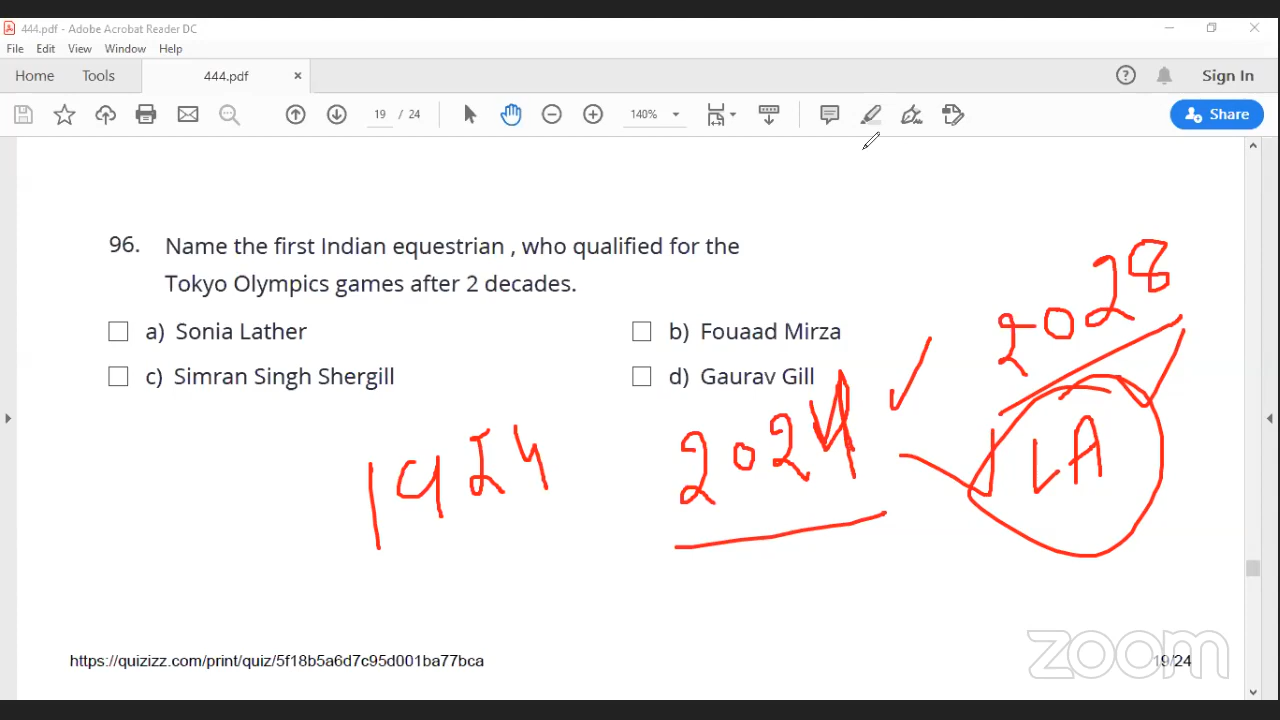 444.pdf - Adobe Acrobat Reader DC
File Edit View Window Help
Home Tools 444.pdf × Sign In
19 / 24 140% Share
96. Name the first Indian equestrian , who qualified for the
Tokyo Olympics games after 2 decades.
a) Sonia Lather b) Fouaad Mirza
c) Simran Singh Shergill d) Gaurav Gill
2028
1924 2024 LA
https://quizizz.com/print/quiz/5f18b5a6d7c95d001ba77bca 19/24
zoom